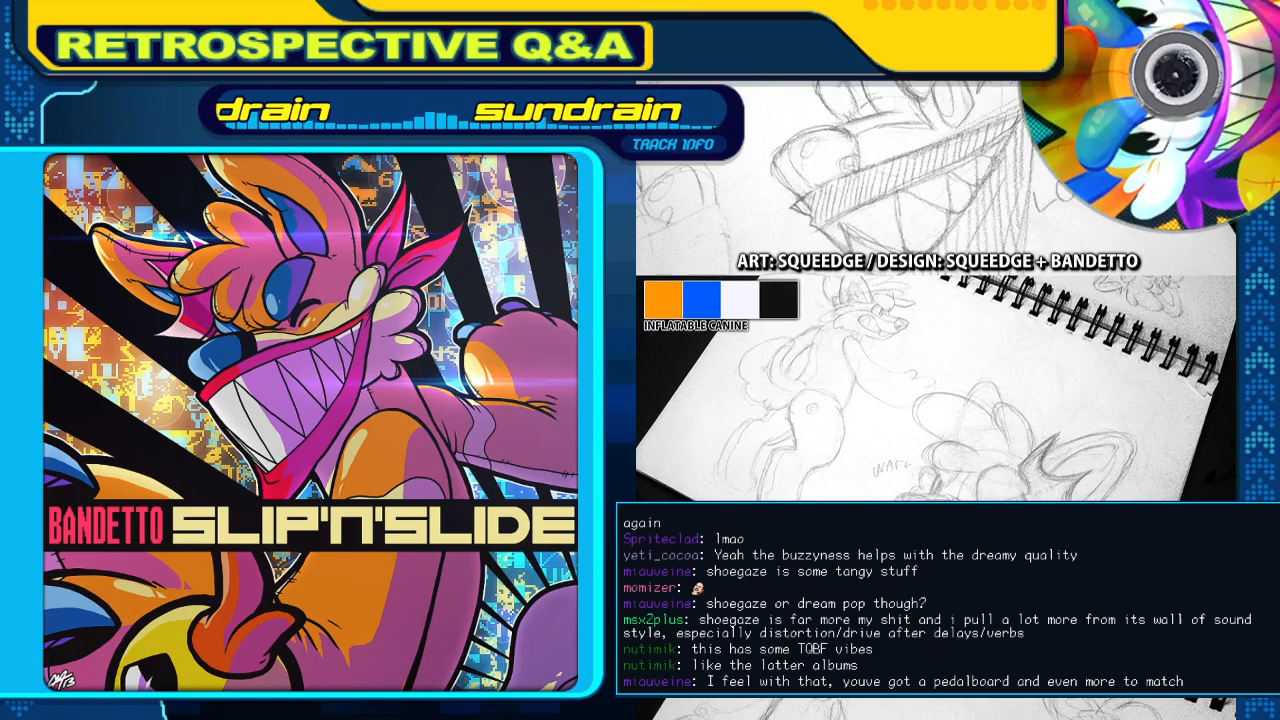 RETROSPECTIVE Q&A
drain sundrain
TRACK INFO
ART: SQUEEDGE / DESIGN: SQUEEDGE + BANDETTO
INFLATABLE CANINE
WAFF
BANDETTO SLIP'N'SLIDE
again
Spriteclad: lmao
yeti_cocoa: Yeah the buzzyness helps with the dreamy quality
miauveine: shoegaze is some tangy stuff
momizer:
miauveine: shoegaze or dream pop though?
msx2plus: shoegaze is far more my shit and i pull a lot more from its wall of sound
style, especially distortion/drive after delays/verbs
nutimik: this has some TQBF vibes
nutimik: like the latter albums
miauveine: I feel with that, youve got a pedalboard and even more to match